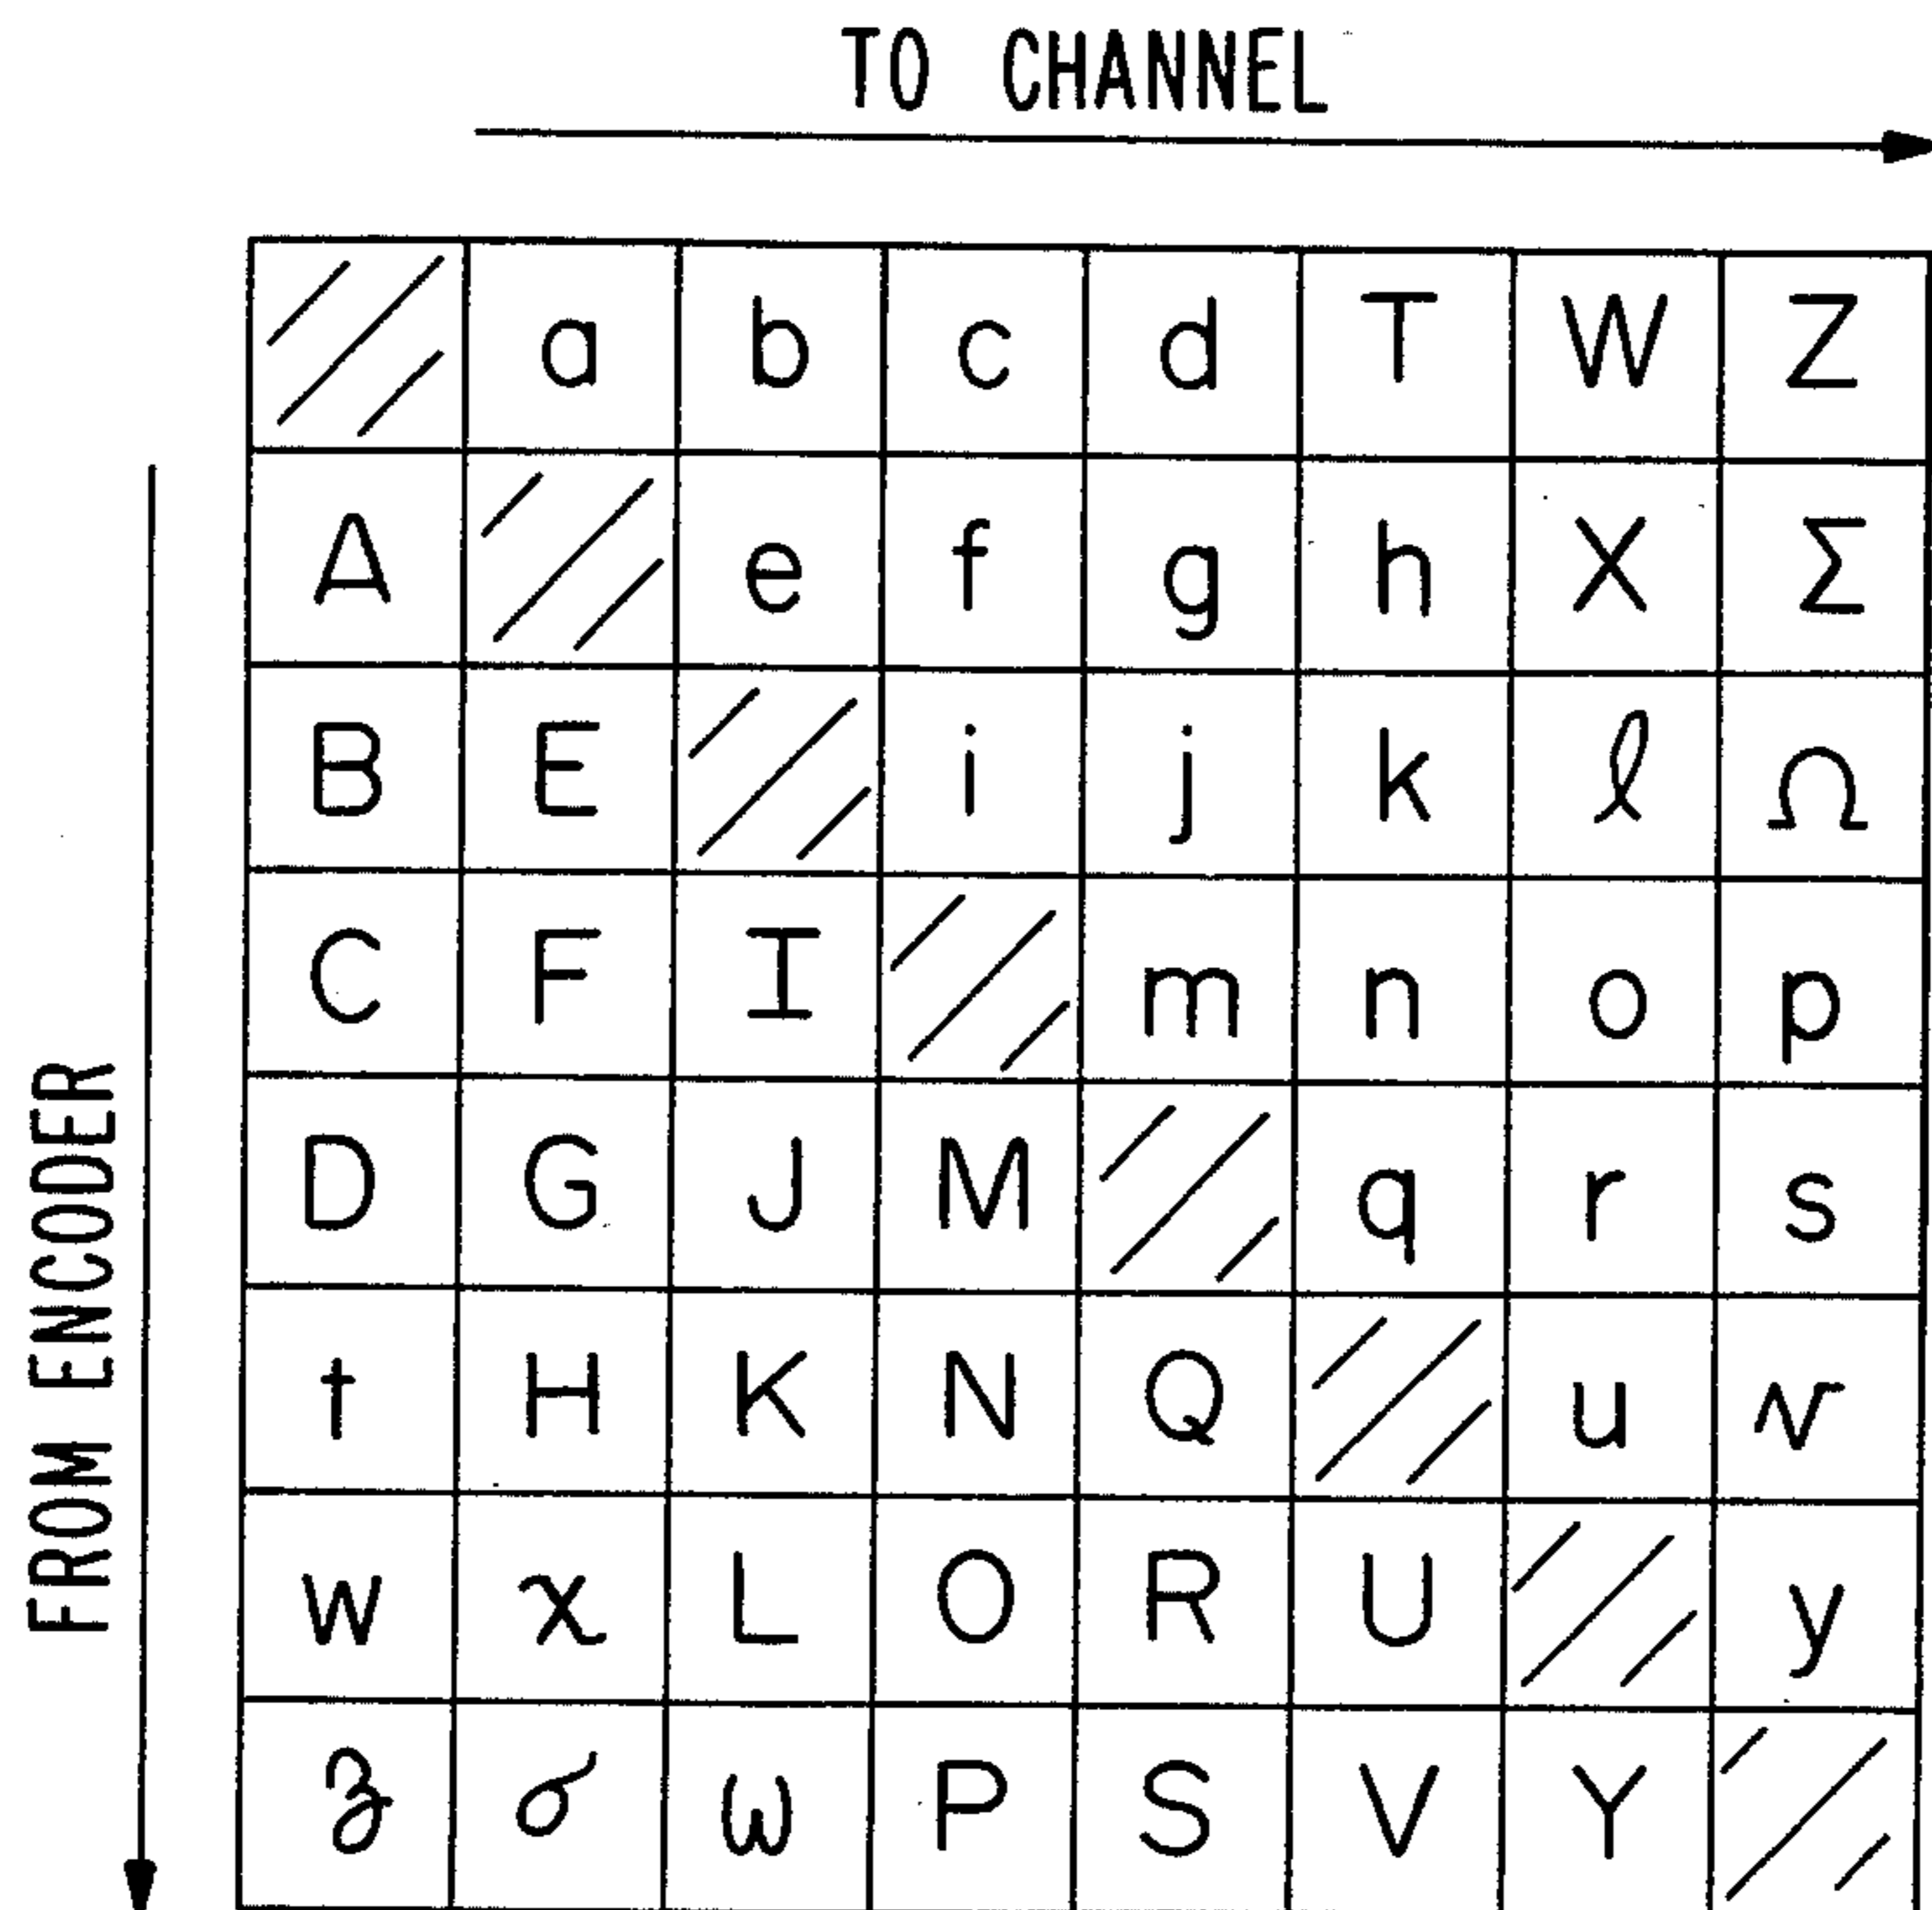 TO CHANNEL
FROM ENCODER
a b c d T W Z
A e f g h X Σ
B E i j k ℓ Ω
C F I m n o p
D G J M q r s
t H K N Q u v
w x L O R U y
z σ ω P S V Y